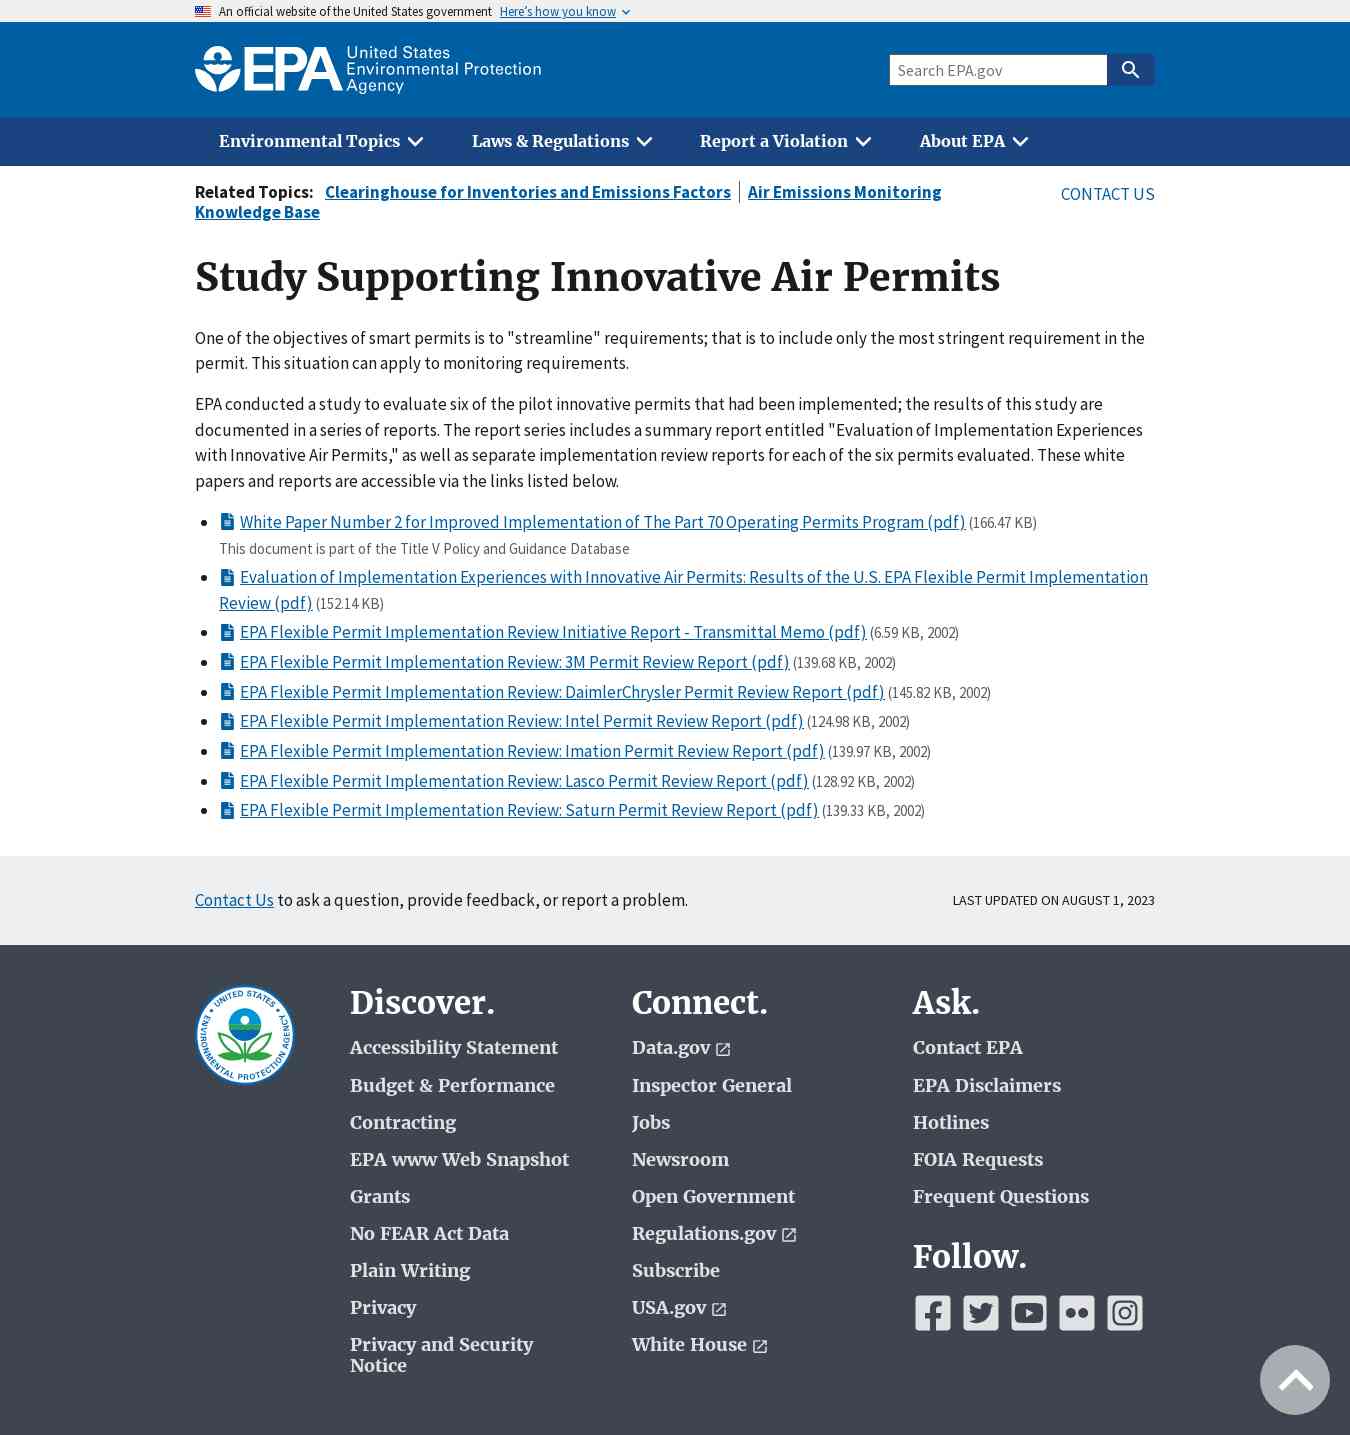 An official website of the United States government Here’s how you know
EPA United States
Environmental Protection
Agency
Search EPA.gov
Environmental Topics Laws & Regulations Report a Violation About EPA
Related Topics: Clearinghouse for Inventories and Emissions Factors Air Emissions Monitoring
Knowledge Base
CONTACT US
Study Supporting Innovative Air Permits
One of the objectives of smart permits is to "streamline" requirements; that is to include only the most stringent requirement in the
permit. This situation can apply to monitoring requirements.
EPA conducted a study to evaluate six of the pilot innovative permits that had been implemented; the results of this study are
documented in a series of reports. The report series includes a summary report entitled "Evaluation of Implementation Experiences
with Innovative Air Permits," as well as separate implementation review reports for each of the six permits evaluated. These white
papers and reports are accessible via the links listed below.
White Paper Number 2 for Improved Implementation of The Part 70 Operating Permits Program (pdf) (166.47 KB)
This document is part of the Title V Policy and Guidance Database
Evaluation of Implementation Experiences with Innovative Air Permits: Results of the U.S. EPA Flexible Permit Implementation
Review (pdf) (152.14 KB)
EPA Flexible Permit Implementation Review Initiative Report - Transmittal Memo (pdf) (6.59 KB, 2002)
EPA Flexible Permit Implementation Review: 3M Permit Review Report (pdf) (139.68 KB, 2002)
EPA Flexible Permit Implementation Review: DaimlerChrysler Permit Review Report (pdf) (145.82 KB, 2002)
EPA Flexible Permit Implementation Review: Intel Permit Review Report (pdf) (124.98 KB, 2002)
EPA Flexible Permit Implementation Review: Imation Permit Review Report (pdf) (139.97 KB, 2002)
EPA Flexible Permit Implementation Review: Lasco Permit Review Report (pdf) (128.92 KB, 2002)
EPA Flexible Permit Implementation Review: Saturn Permit Review Report (pdf) (139.33 KB, 2002)
Contact Us to ask a question, provide feedback, or report a problem.
LAST UPDATED ON AUGUST 1, 2023
UNITED STATES
ENVIRONMENTAL PROTECTION AGENCY
Discover.
Accessibility Statement
Budget & Performance
Contracting
EPA www Web Snapshot
Grants
No FEAR Act Data
Plain Writing
Privacy
Privacy and Security
Notice
Connect.
Data.gov
Inspector General
Jobs
Newsroom
Open Government
Regulations.gov
Subscribe
USA.gov
White House
Ask.
Contact EPA
EPA Disclaimers
Hotlines
FOIA Requests
Frequent Questions
Follow.